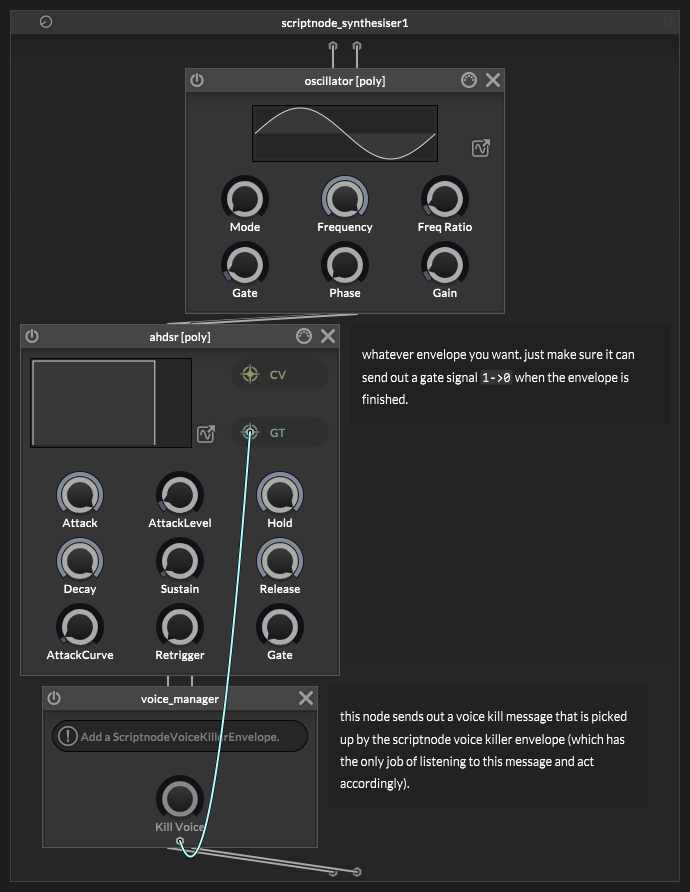 scriptnode_synthesiser1
oscillator [poly]
Mode
Frequency
Freq Ratio
Gate
Phase
Gain
ahdsr [poly]
CV
GT
Attack
AttackLevel
Hold
Decay
Sustain
Release
AttackCurve
Retrigger
Gate
whatever envelope you want. just make sure it can
send out a gate signal 1->0 when the envelope is
finished.
voice_manager
Add a ScriptnodeVoiceKillerEnvelope.
Kill Voice
this node sends out a voice kill message that is picked
up by the scriptnode voice killer envelope (which has
the only job of listening to this message and act
accordingly).